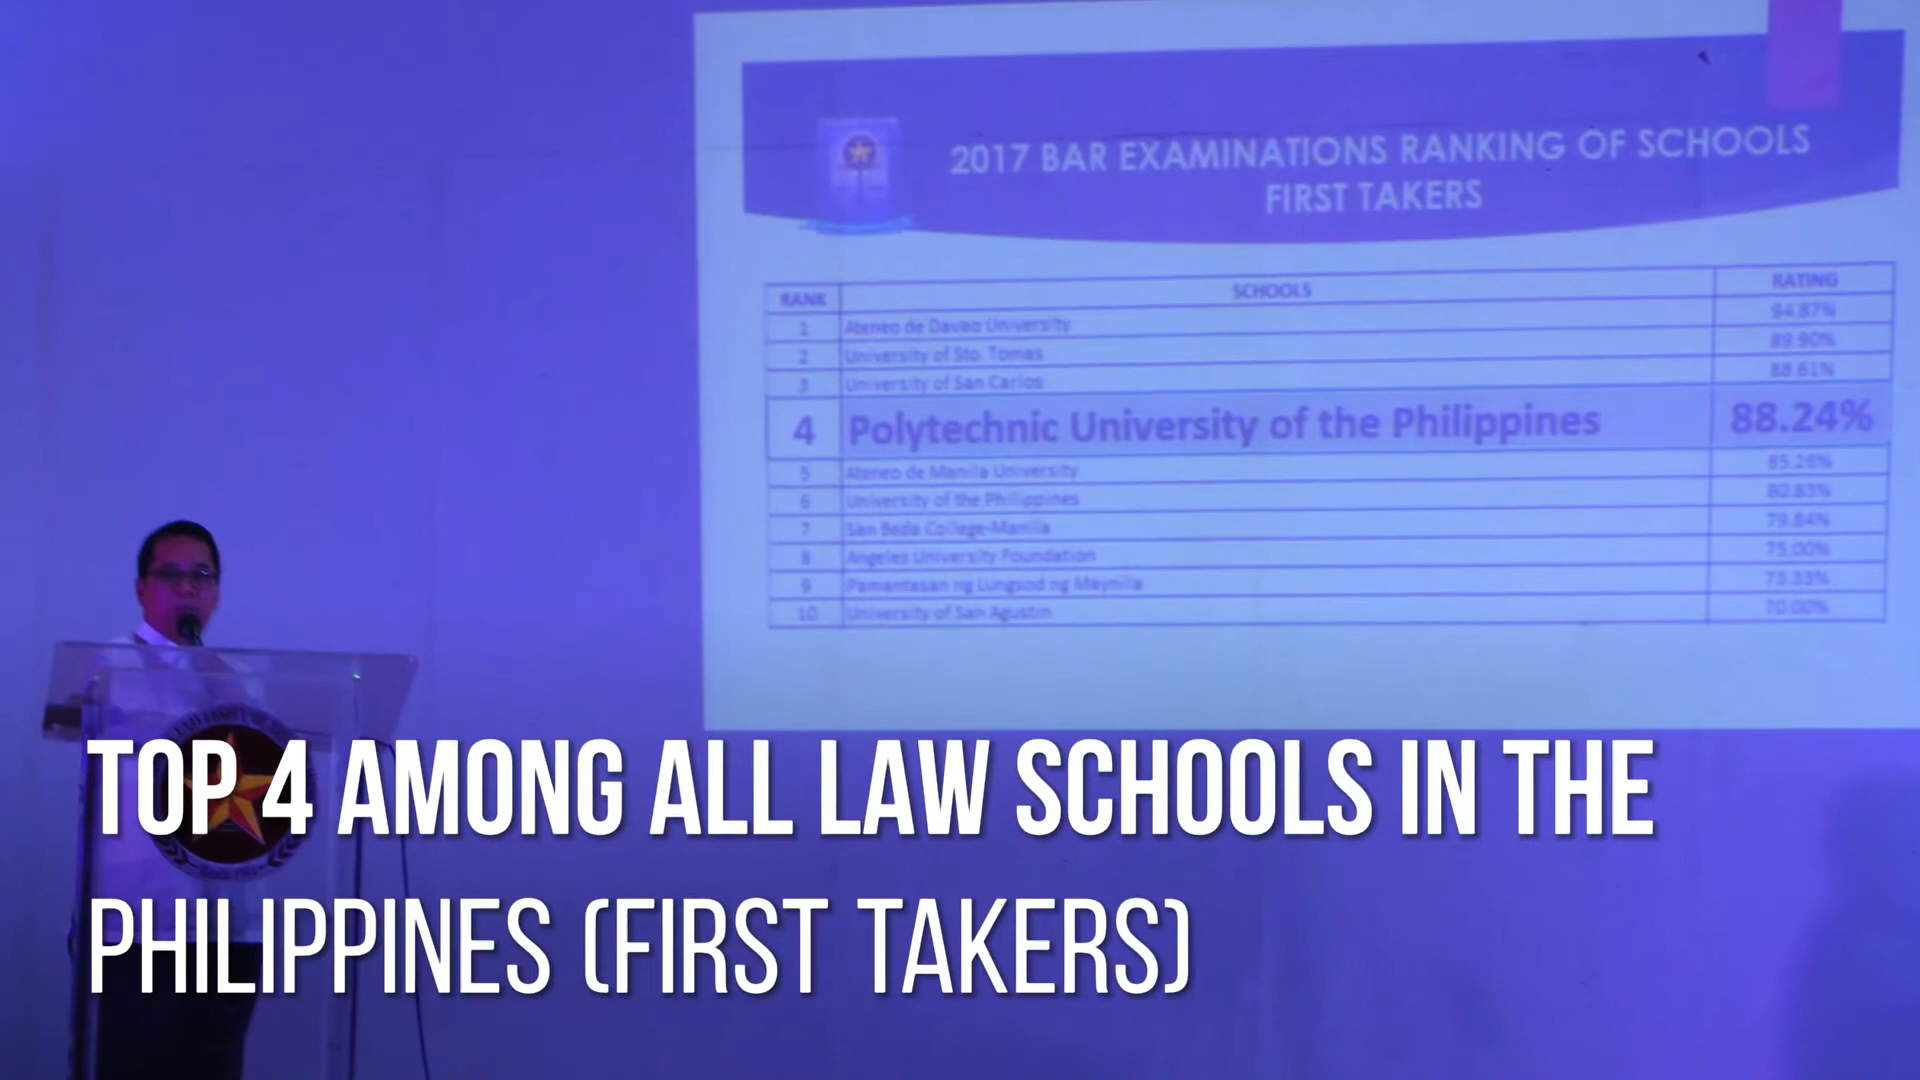 2017 BAR EXAMINATIONS RANKING OF SCHOOLS
FIRST TAKERS
RANK SCHOOLS RATING
1 Ateneo de Davao University 94.87%
2 University of Sto. Tomas 89.90%
3 University of San Carlos 88.61%
4 Polytechnic University of the Philippines 88.24%
5 Ateneo de Manila University 85.26%
6 University of the Philippines 80.83%
7 San Beda College-Manila 79.84%
8 Angeles University Foundation 75.00%
9 Pamantasan ng Lungsod ng Maynila 73.33%
10 University of San Agustin 70.00%
TOP 4 AMONG ALL LAW SCHOOLS IN THE
PHILIPPINES (FIRST TAKERS)